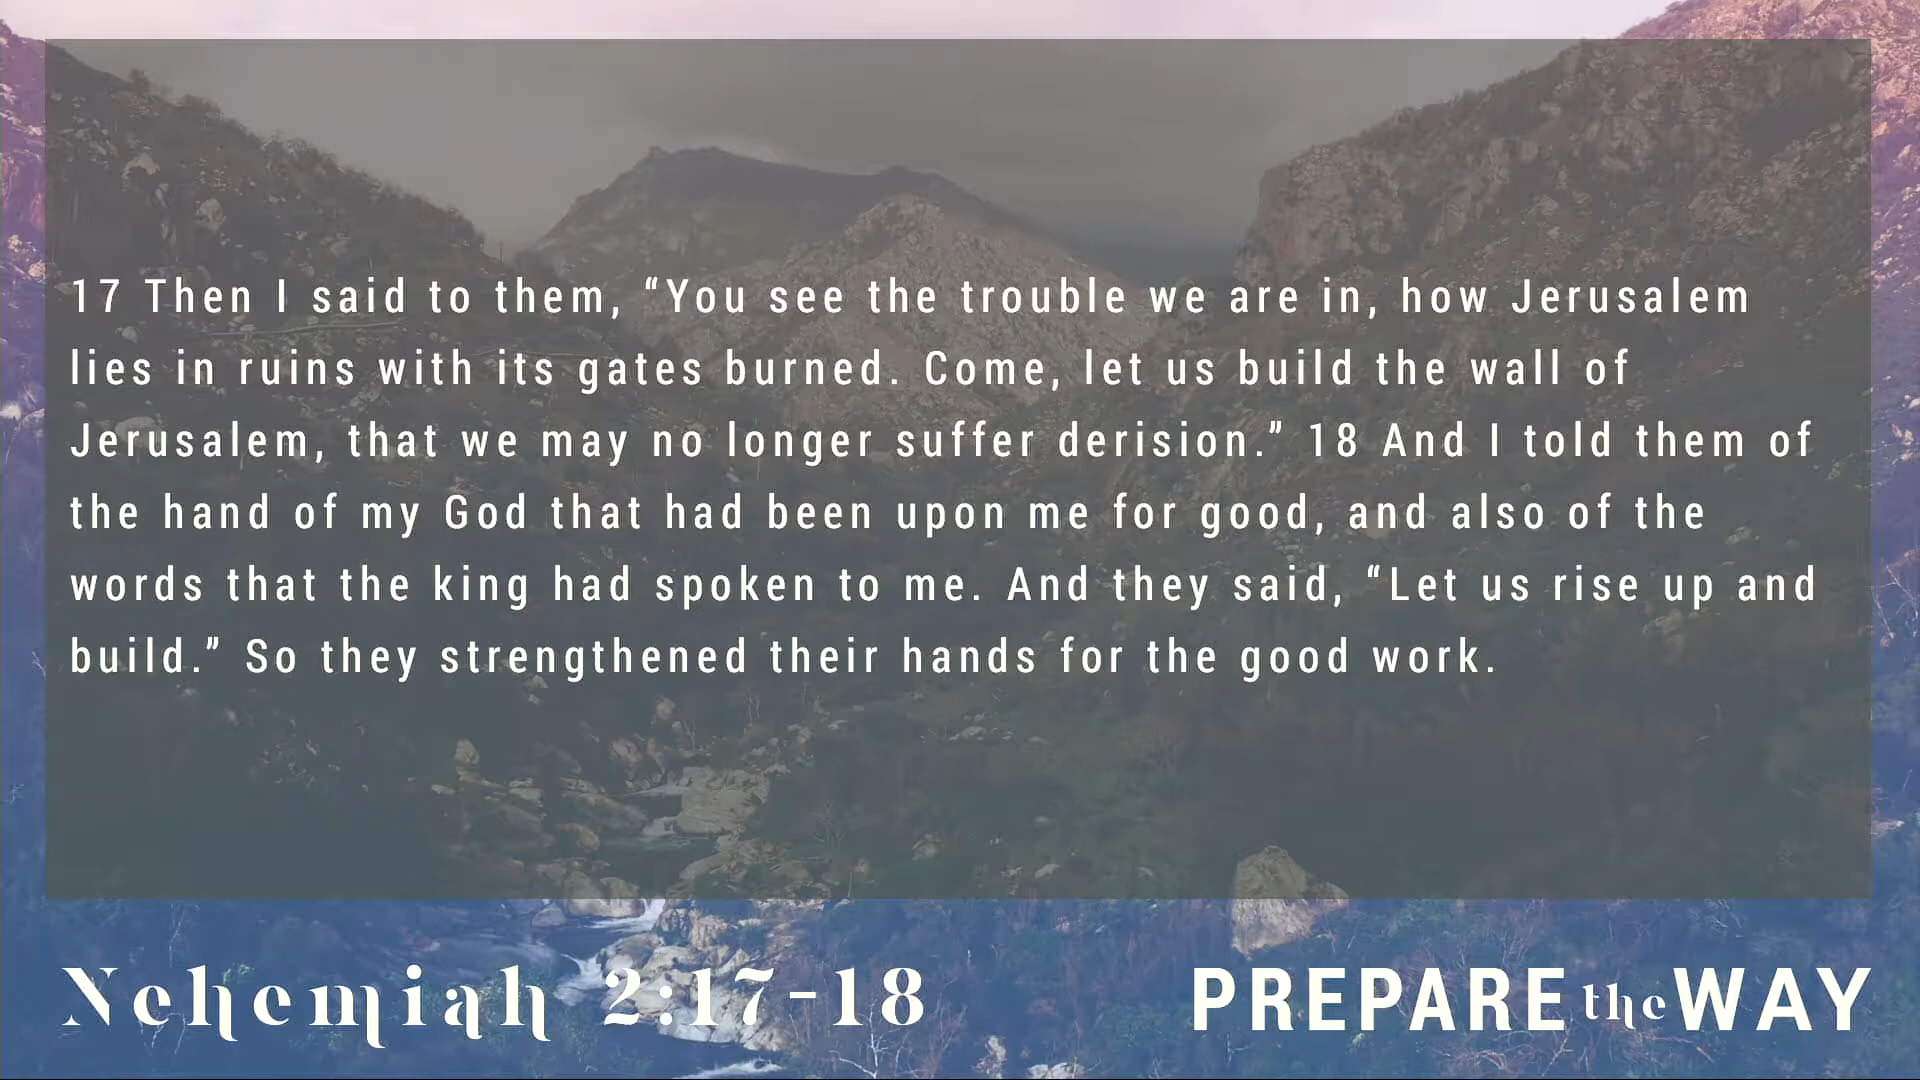 17 Then I said to them, “You see the trouble we are in, how Jerusalem
lies in ruins with its gates burned. Come, let us build the wall of
Jerusalem, that we may no longer suffer derision.” 18 And I told them of
the hand of my God that had been upon me for good, and also of the
words that the king had spoken to me. And they said, “Let us rise up and
build.” So they strengthened their hands for the good work.
Nehemiah 2:17-18
PREPARE the WAY